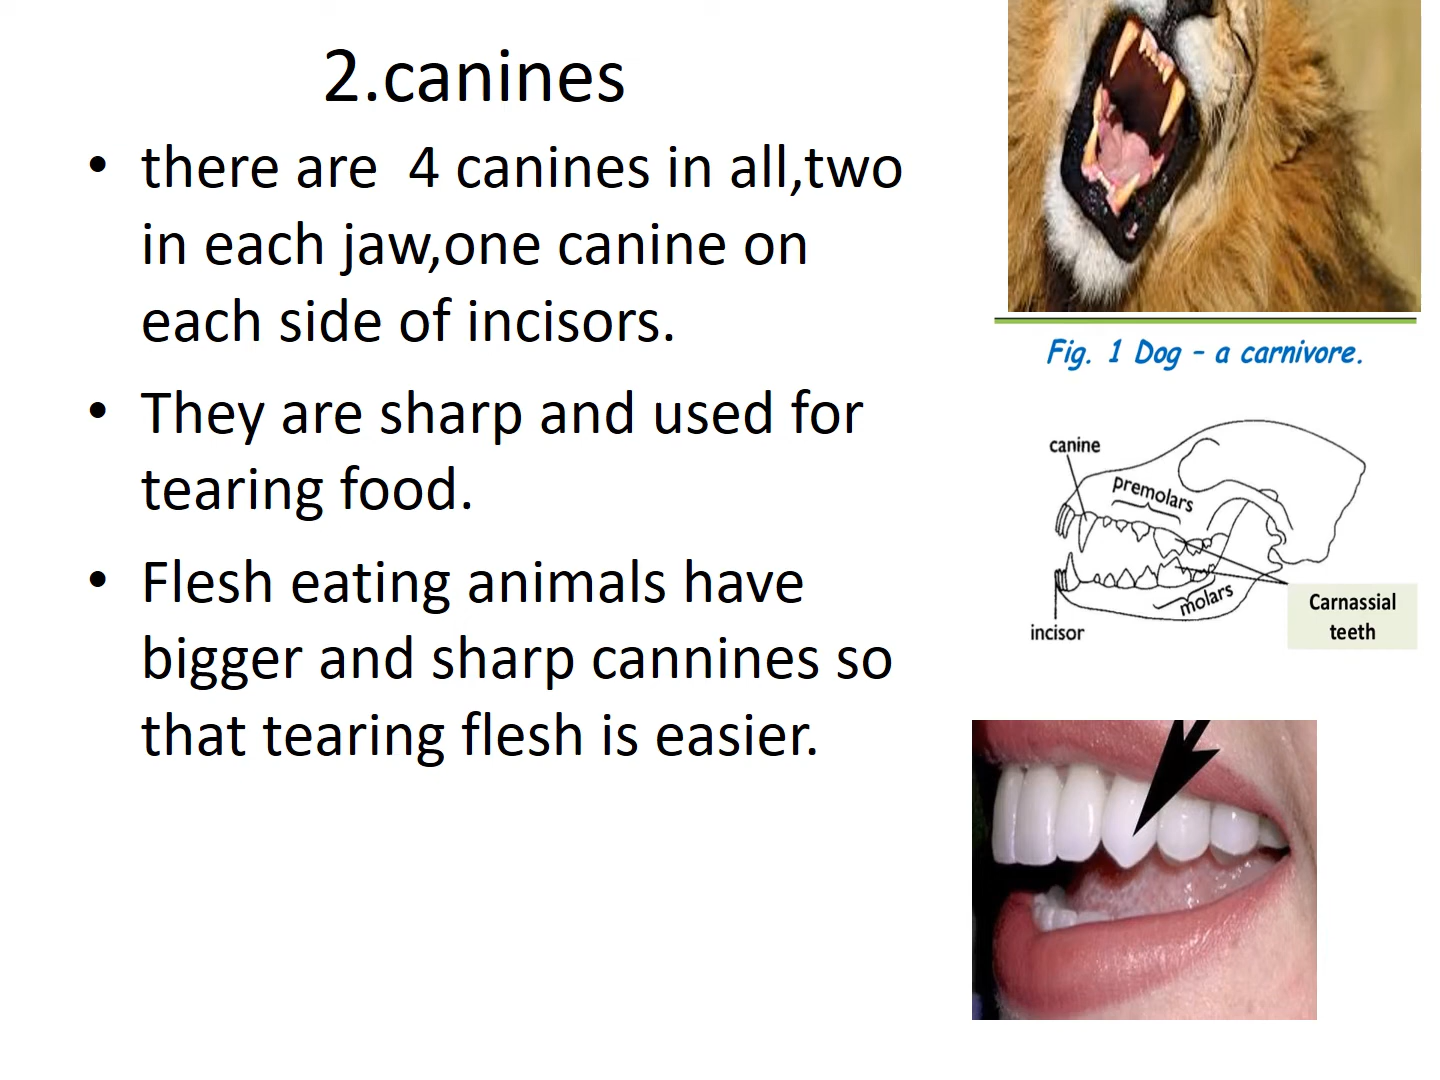 2.canines
• there are  4 canines in all,two
in each jaw,one canine on
each side of incisors.
• They are sharp and used for
tearing food.
• Flesh eating animals have
bigger and sharp cannines so
that tearing flesh is easier.
Fig. 1 Dog – a carnivore.
canine
premolars
molars
incisor
Carnassial
teeth